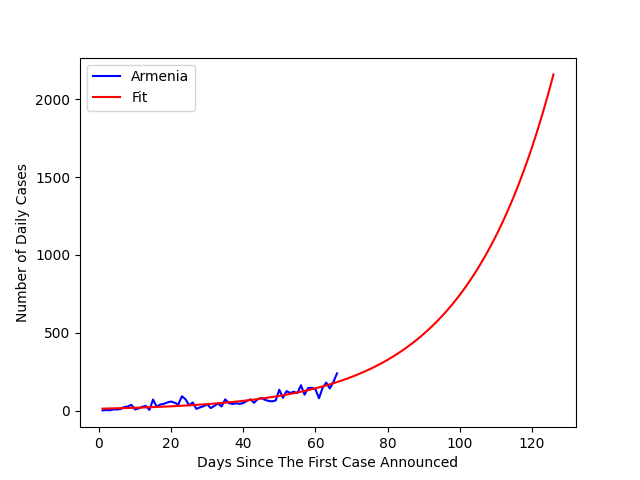 Armenia
Fit
2000
1500
1000
500
0
0 20 40 60 80 100 120
Number of Daily Cases
Days Since The First Case Announced